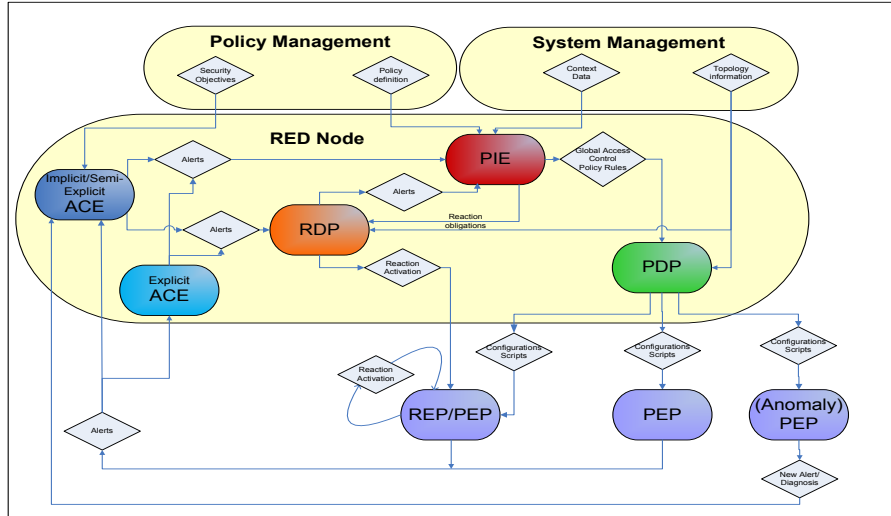 Policy Management
System Management
Security
Objectives
Policy
definition
Context
Data
Topology
information
RED Node
Alerts
PIE
Global Access
Control
Policy Rules
Implicit/Semi-
Explicit
ACE
Alerts
Alerts
RDP
Reaction
obligations
Reaction
Activation
PDP
Explicit
ACE
Configurations
Scripts
Configurations
Scripts
Configurations
Scripts
Reaction
Activation
Alerts
REP/PEP
PEP
(Anomaly)
PEP
New Alert/
Diagnosis